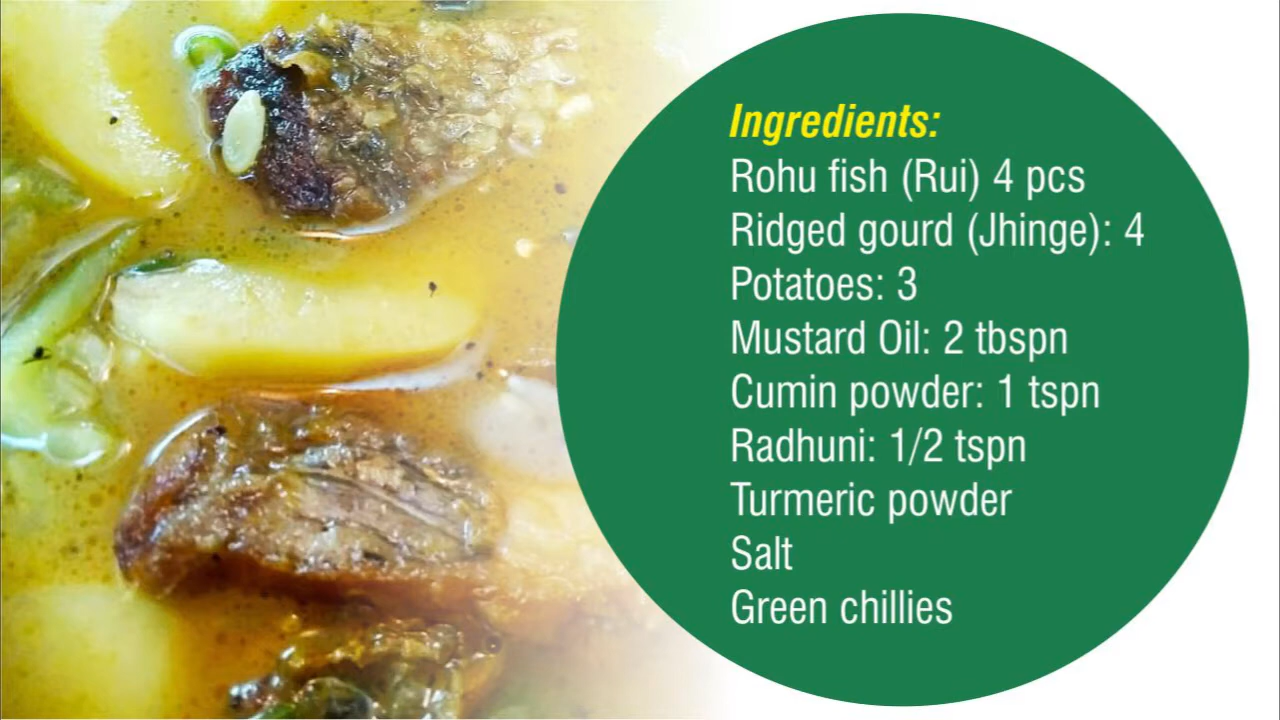 Ingredients:
Rohu fish (Rui) 4 pcs
Ridged gourd (Jhinge): 4
Potatoes: 3
Mustard Oil: 2 tbspn
Cumin powder: 1 tspn
Radhuni: 1/2 tspn
Turmeric powder
Salt
Green chillies